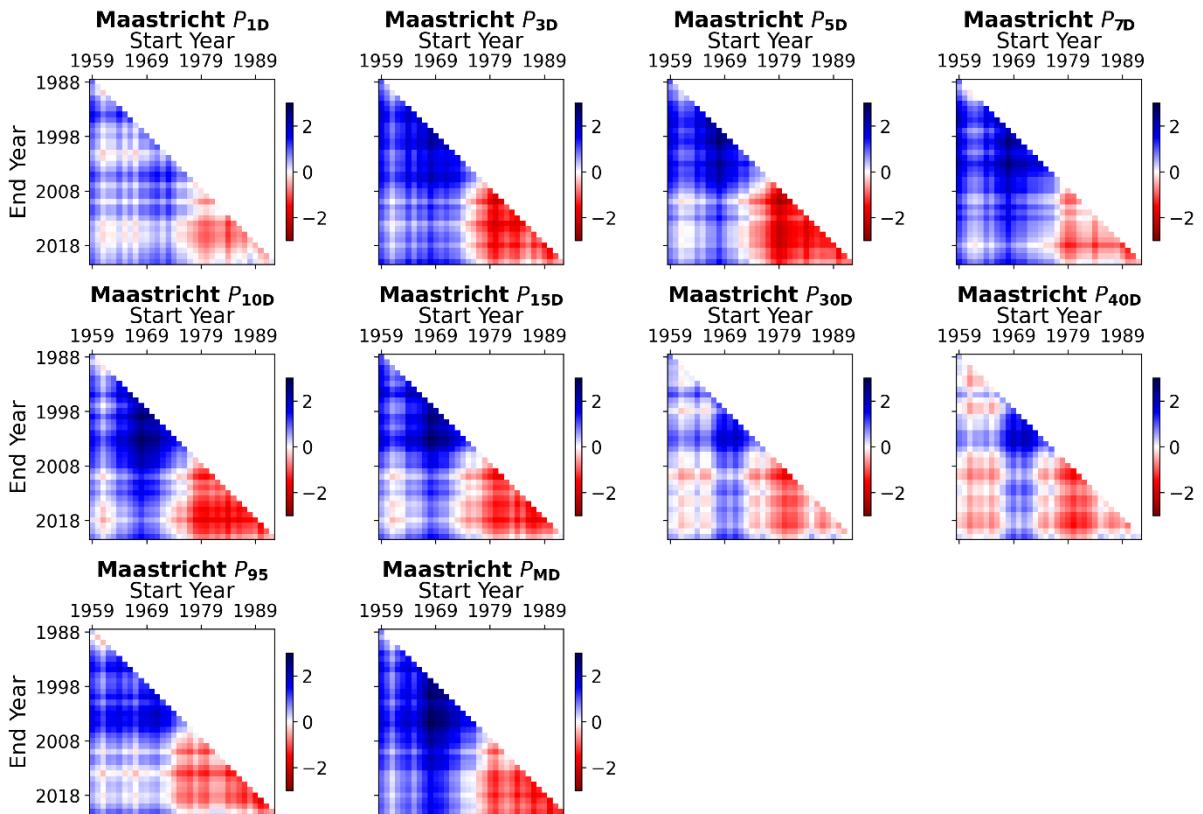 Maastricht P1D
Start Year
1959 1969 1979 1989
1988
1998
2008
2018
End Year
2
0
−2
Maastricht P3D
Start Year
1959 1969 1979 1989
2
0
−2
Maastricht P5D
Start Year
1959 1969 1979 1989
2
0
−2
Maastricht P7D
Start Year
1959 1969 1979 1989
2
0
−2
Maastricht P10D
Start Year
1959 1969 1979 1989
1988
1998
2008
2018
End Year
2
0
−2
Maastricht P15D
Start Year
1959 1969 1979 1989
2
0
−2
Maastricht P30D
Start Year
1959 1969 1979 1989
2
0
−2
Maastricht P40D
Start Year
1959 1969 1979 1989
2
0
−2
Maastricht P95
Start Year
1959 1969 1979 1989
1988
1998
2008
2018
End Year
2
0
−2
Maastricht PMD
Start Year
1959 1969 1979 1989
2
0
−2